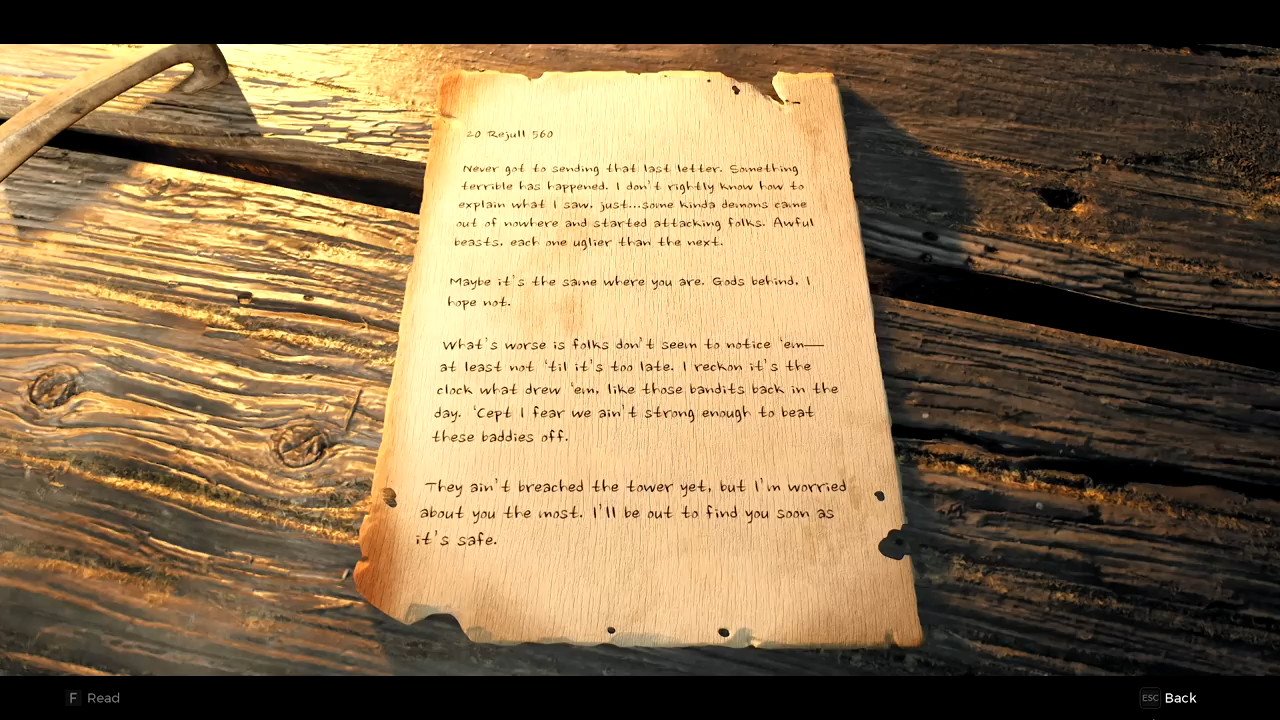 20 Rejull 560
Never got to sending that last letter. Something
terrible has happened. I don't rightly know how to
explain what I saw, just...some kinda demons came
out of nowhere and started attacking folks. Awful
beasts, each one uglier than the next.
Maybe it's the same where you are. Gods behind, I
hope not.
What's worse is folks don't seem to notice 'em—
at least not 'til it's too late. I reckon it's the
clock what drew 'em, like those bandits back in the
day. 'Cept I fear we ain't strong enough to beat
these baddies off.
They ain't breached the tower yet, but I'm worried
about you the most. I'll be out to find you soon as
it's safe.
F Read
ESC Back